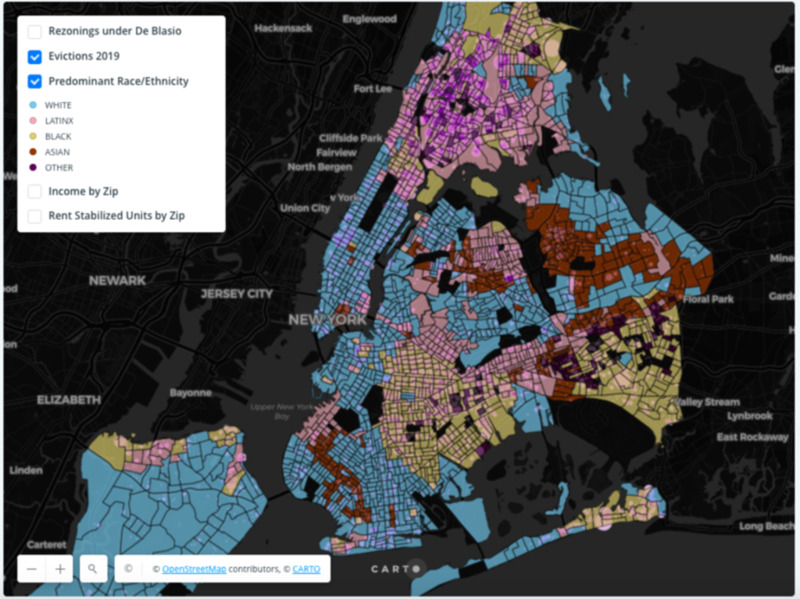 Rezonings under De Blasio
Evictions 2019
Predominant Race/Ethnicity
WHITE
LATINX
BLACK
ASIAN
OTHER
Income by Zip
Rent Stabilized Units by Zip
Englewood
Hackensack
Fort Lee
Cliffside Park
Fairview
North Bergen
Union City
NEWARK
JERSEY CITY
NEW YORK
ELIZABETH
Bayonne
Upper New York
Bay
Linden
Carteret
Floral Park
Valley Stream
Lynbrook
East Rockaway
Long Beach
© OpenStreetMap contributors, © CARTO
CARTO